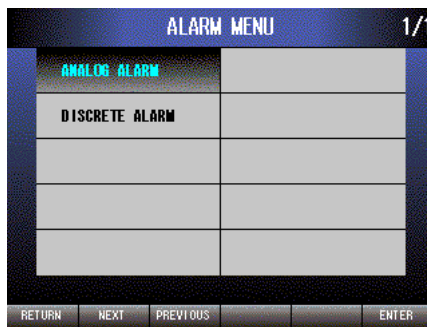 ALARM MENU 1/1
ANALOG ALARM
DISCRETE ALARM
RETURN NEXT PREVIOUS ENTER